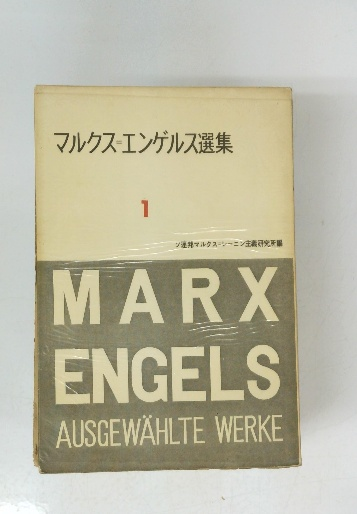 マルクス=エンゲルス選集
1
ソ連邦マルクス=レーニン主義研究所編
MARX
ENGELS
AUSGEWÄHLTE WERKE